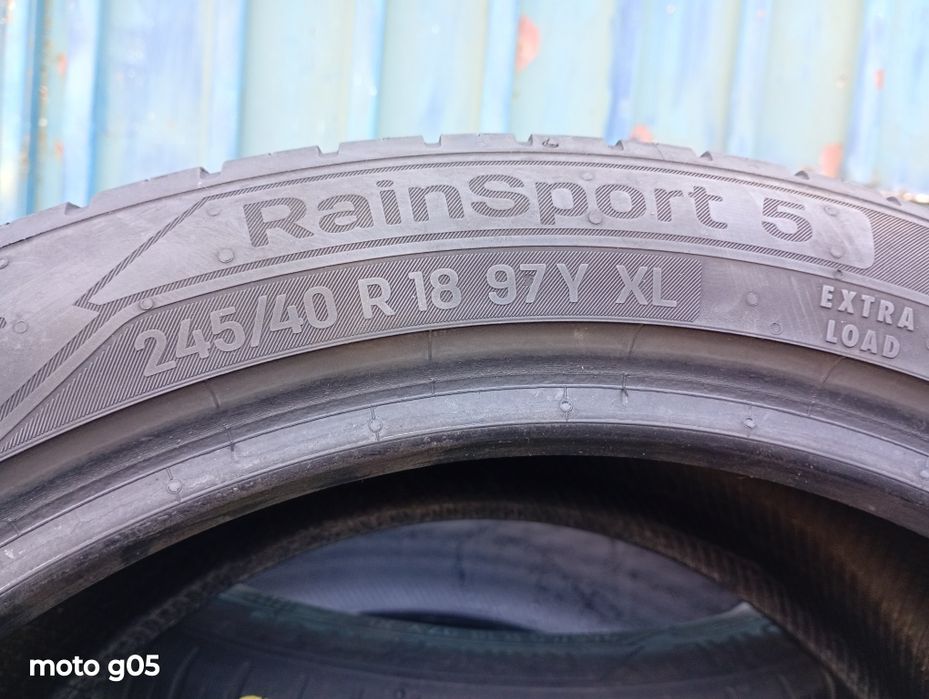 RainSport 5
245/40 R 18 97Y XL
EXTRA
LOAD
moto g05